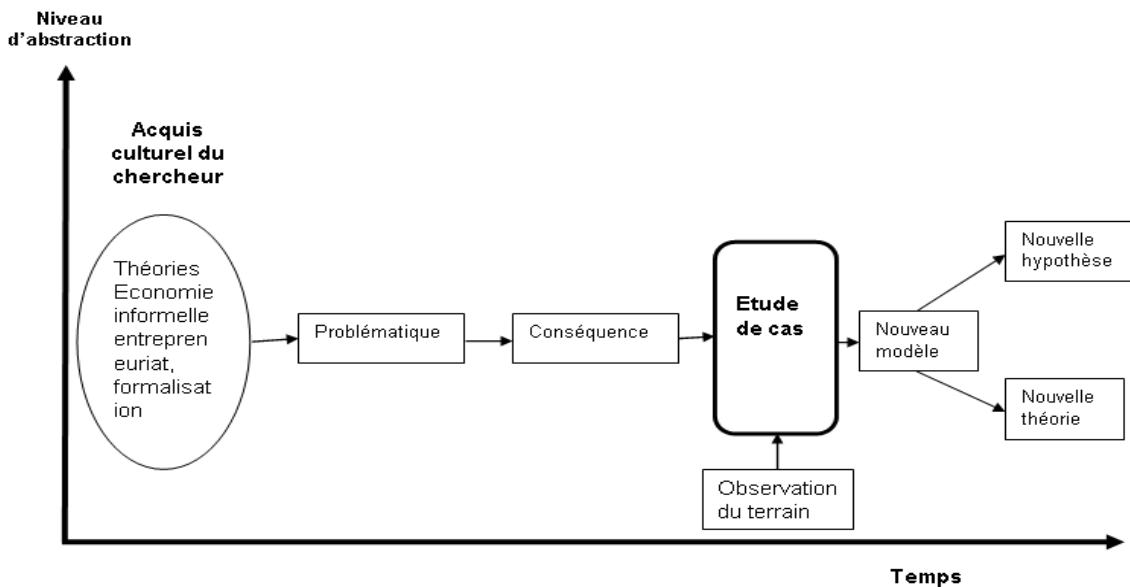 Niveau
d'abstraction
Acquis
culturel du
chercheur
Théories
Economie
informelle
entrepren
euriat,
formalisat
ion
Problématique
Conséquence
Etude
de cas
Observation
du terrain
Nouveau
modèle
Nouvelle
hypothèse
Nouvelle
théorie
Temps